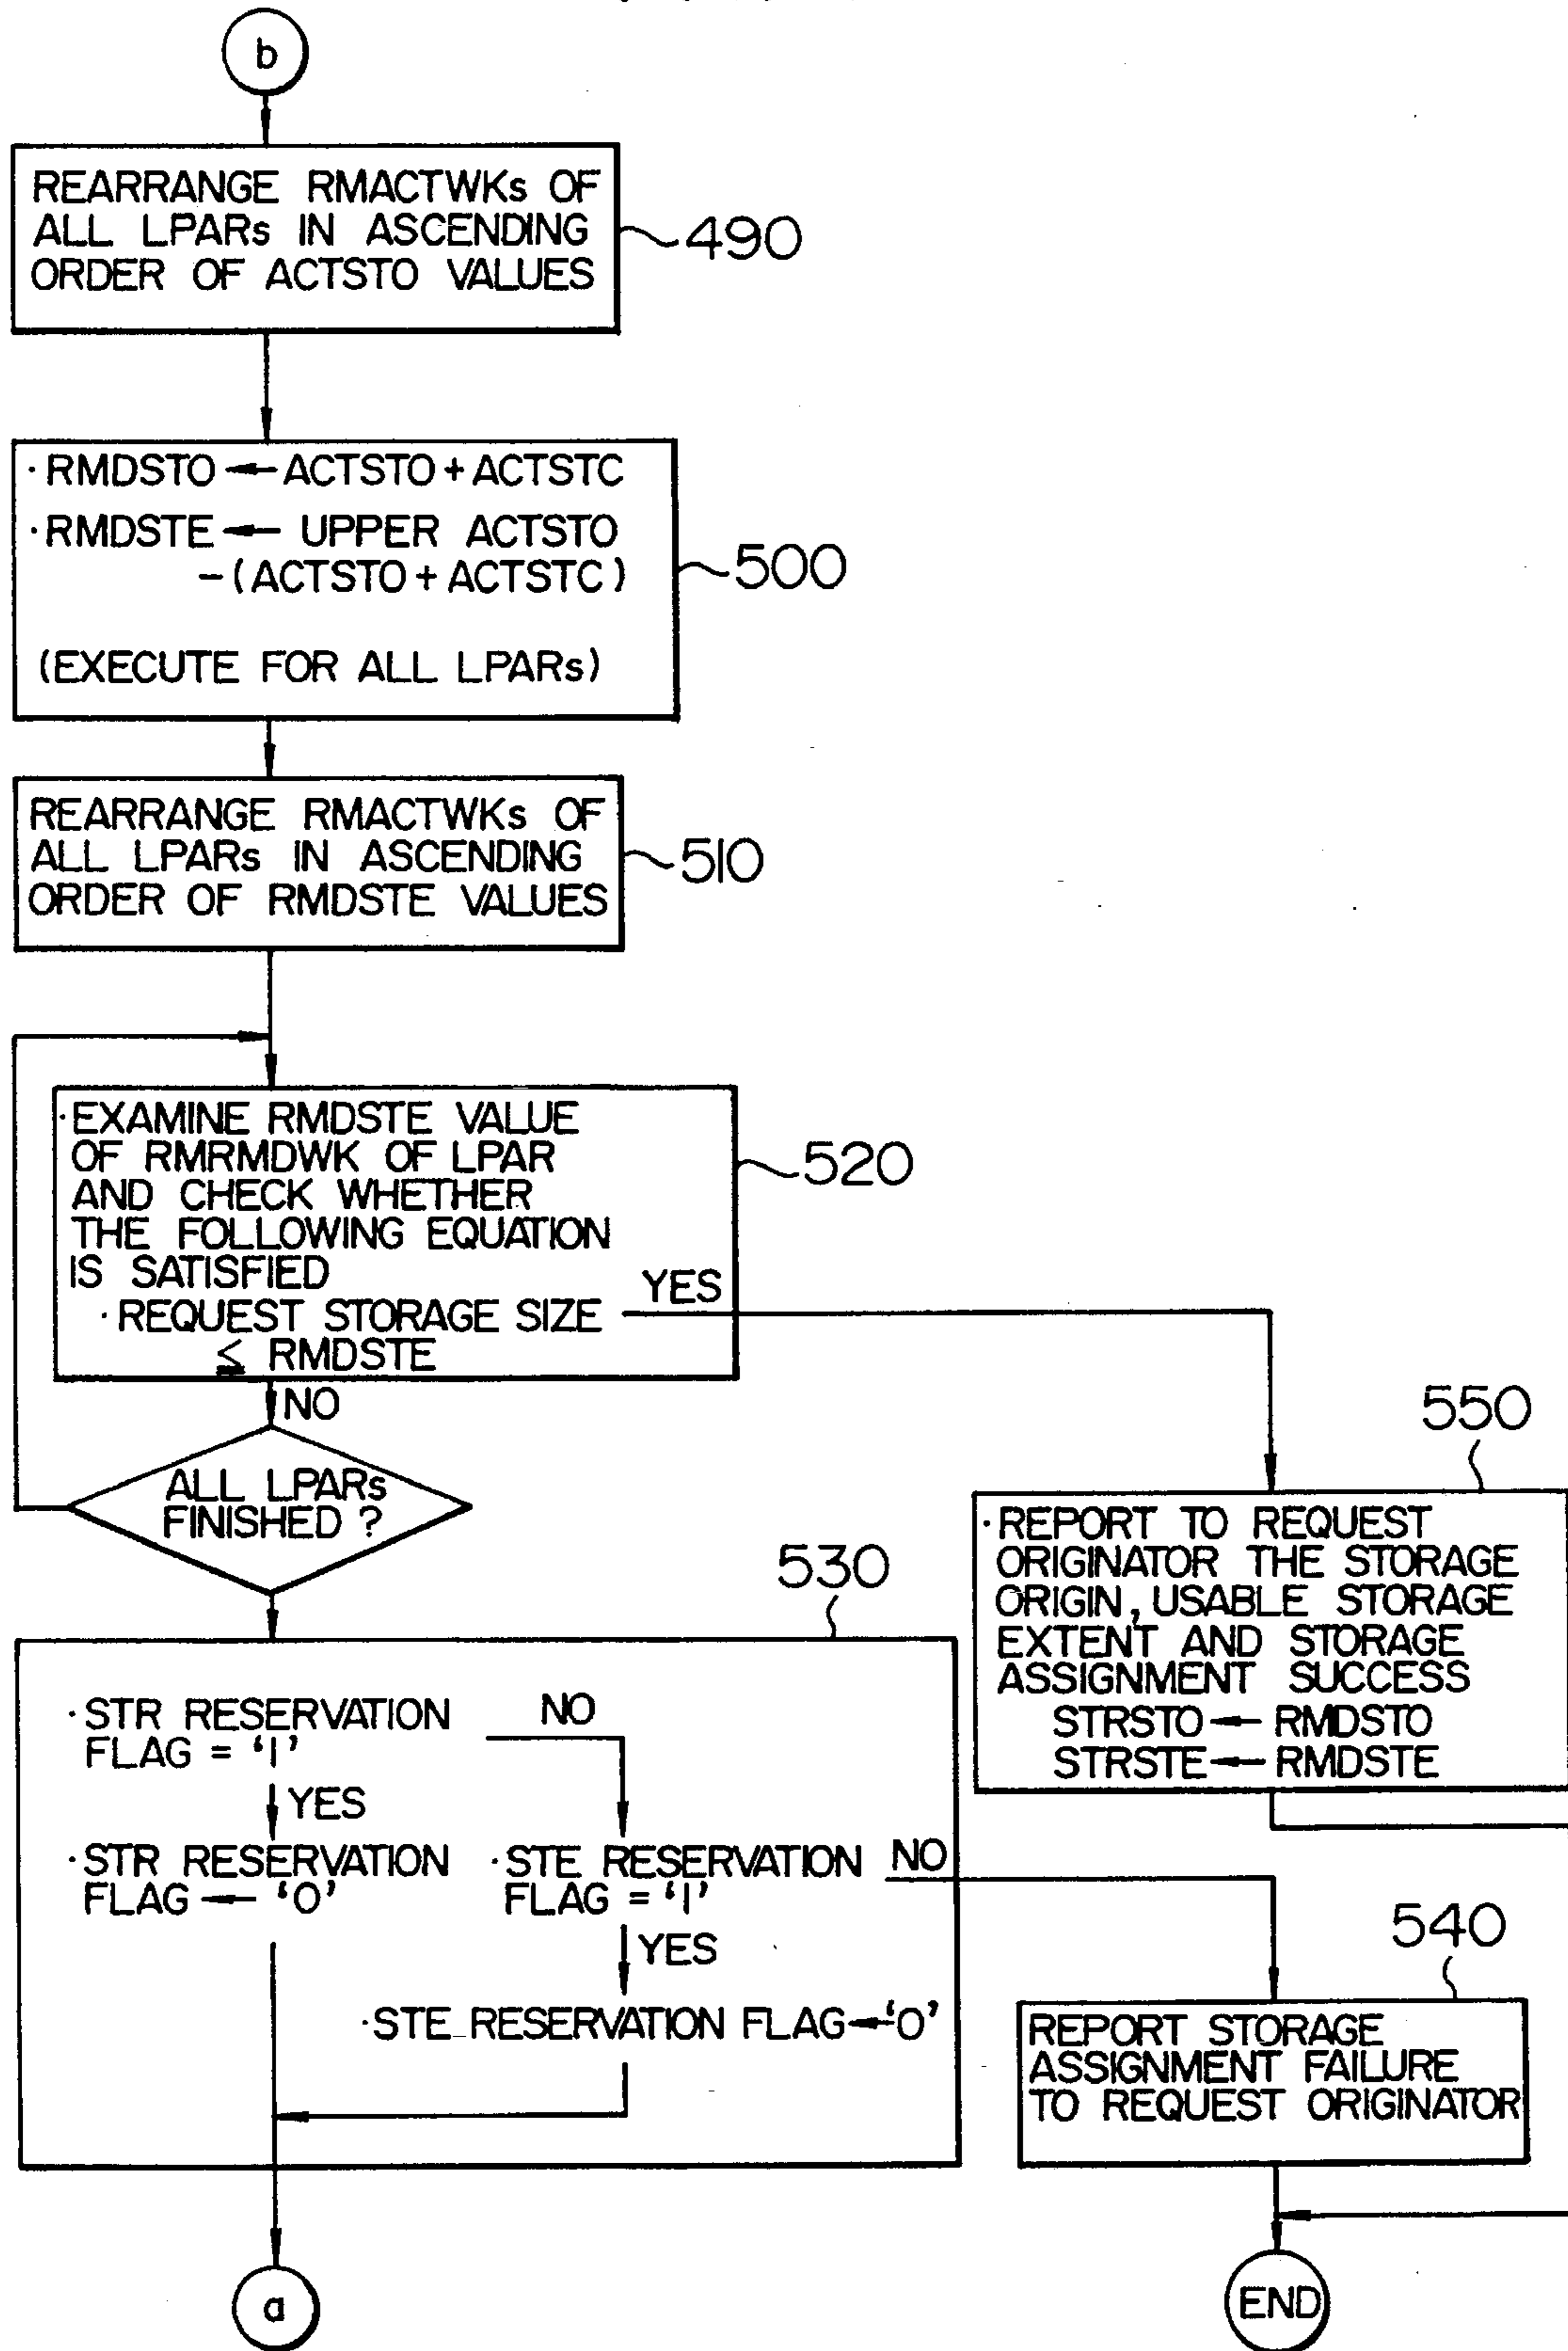 b
REARRANGE RMACTWKs OF
ALL LPARs IN ASCENDING
ORDER OF ACTSTO VALUES
490
·RMDSTO ← ACTSTO + ACTSTC
·RMDSTE ← UPPER ACTSTO
-(ACTSTO + ACTSTC)
(EXECUTE FOR ALL LPARs)
500
REARRANGE RMACTWKs OF
ALL LPARs IN ASCENDING
ORDER OF RMDSTE VALUES
510
·EXAMINE RMDSTE VALUE
OF RMRMDWK OF LPAR
AND CHECK WHETHER
THE FOLLOWING EQUATION
IS SATISFIED
·REQUEST STORAGE SIZE
≤ RMDSTE
520
YES
NO
ALL LPARs
FINISHED ?
550
·REPORT TO REQUEST
ORIGINATOR THE STORAGE
ORIGIN, USABLE STORAGE
EXTENT AND STORAGE
ASSIGNMENT SUCCESS
STRSTO ← RMDSTO
STRSTE ← RMDSTE
530
·STR RESERVATION
FLAG = '1'
NO
YES
·STR RESERVATION
FLAG ← '0'
·STE RESERVATION
FLAG = '1'
NO
YES
·STE RESERVATION FLAG ← '0'
540
REPORT STORAGE
ASSIGNMENT FAILURE
TO REQUEST ORIGINATOR
a
END